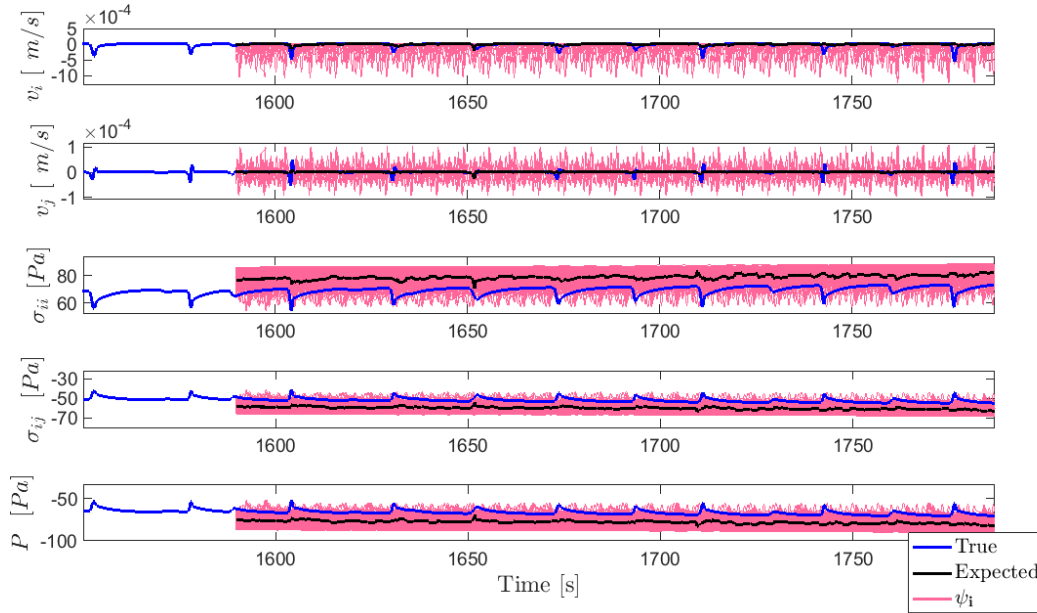 ×10⁻⁴
5
0
-5
-10
v_i [ m/s]
1600 1650 1700 1750
×10⁻⁴
1
0
-1
v_j [ m/s]
1600 1650 1700 1750
80
60
σ_ii [Pa]
1600 1650 1700 1750
-30
-50
-70
σ_ij [Pa]
1600 1650 1700 1750
-50
-100
P [Pa]
1600 1650 1700 1750
Time [s]
True
Expected
ψ_i